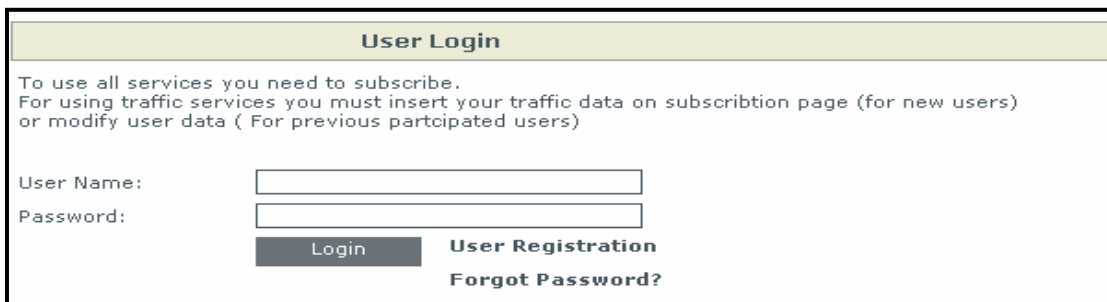 User Login
To use all services you need to subscribe.
For using traffic services you must insert your traffic data on subscribtion page (for new users)
or modify user data ( For previous partcipated users)
User Name:
Password:
Login User Registration
Forgot Password?